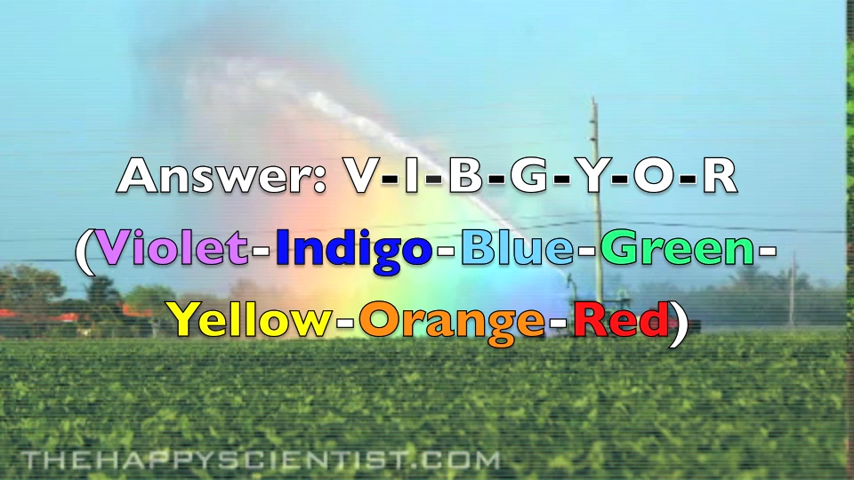 Answer: V-I-B-G-Y-O-R
(Violet-Indigo-Blue-Green-
Yellow-Orange-Red)
THEHAPPYSCIENTIST.COM